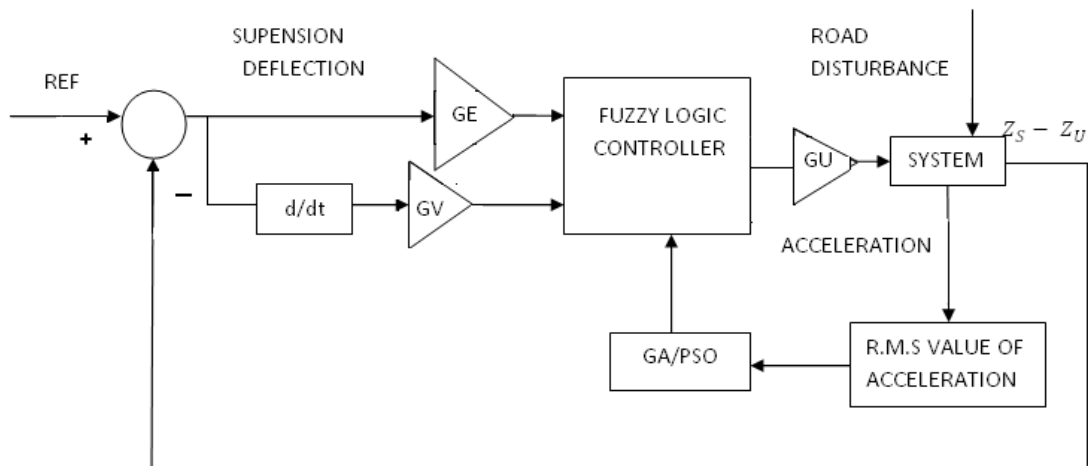 SUPENSION
DEFLECTION
ROAD
DISTURBANCE
REF
+
−
GE
FUZZY LOGIC
CONTROLLER
GU
SYSTEM
Z_S − Z_U
d/dt
GV
ACCELERATION
GA/PSO
R.M.S VALUE OF
ACCELERATION